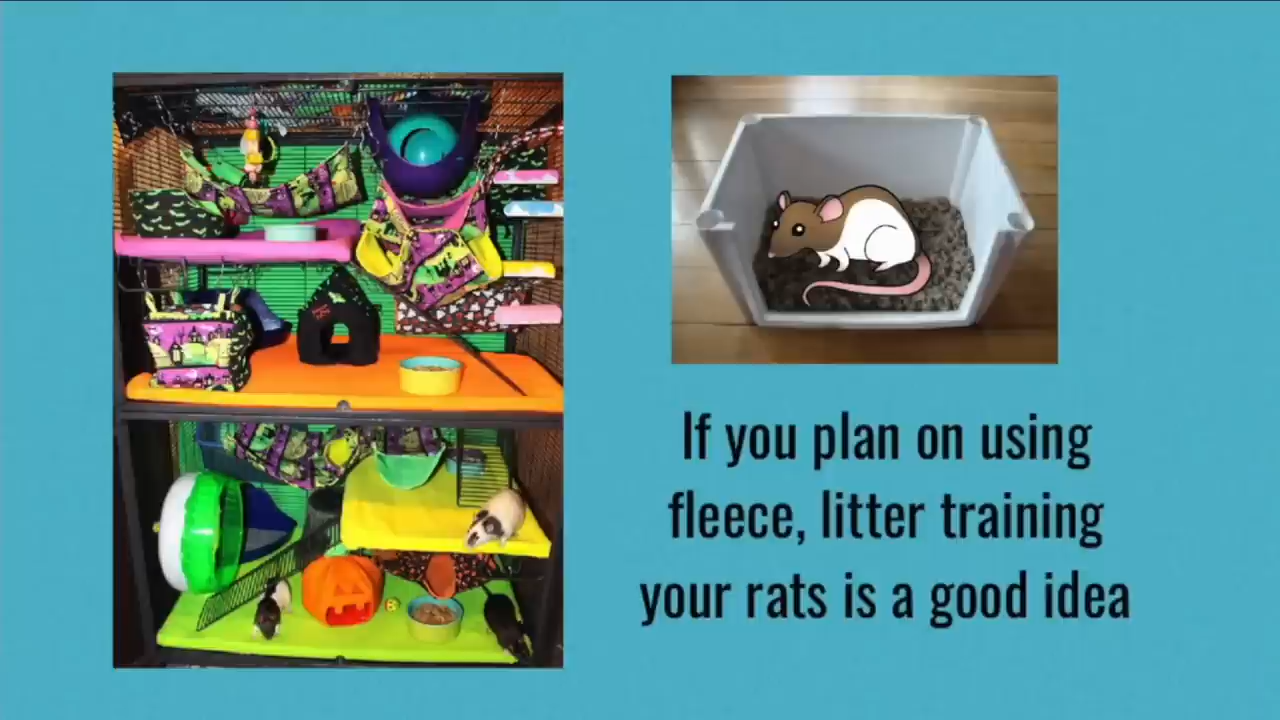 If you plan on using
fleece, litter training
your rats is a good idea